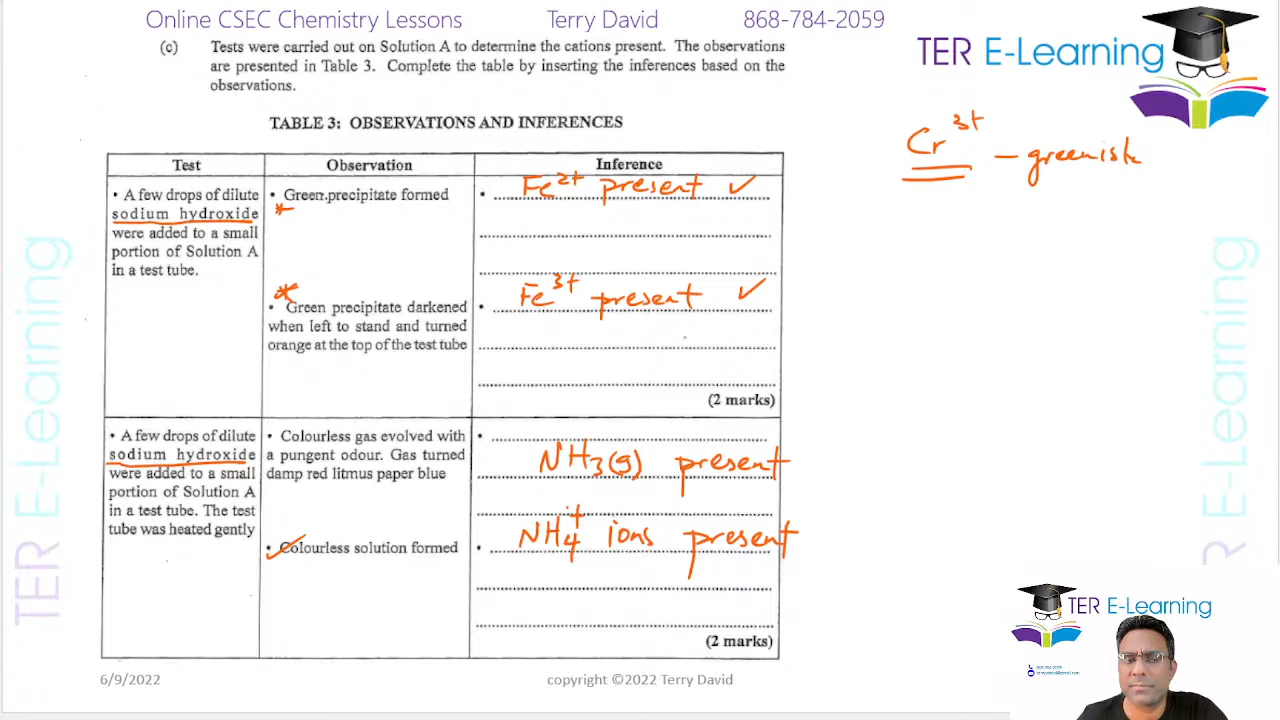 Online CSEC Chemistry Lessons Terry David 868-784-2059
TER E-Learning
(c) Tests were carried out on Solution A to determine the cations present. The observations
are presented in Table 3. Complete the table by inserting the inferences based on the
observations.
Cr³⁺ – greenish
TABLE 3: OBSERVATIONS AND INFERENCES
Test Observation Inference
• A few drops of dilute
sodium hydroxide
were added to a small
portion of Solution A
in a test tube.
• Green precipitate formed
• Fe²⁺ present ✓
• Green precipitate darkened
when left to stand and turned
orange at the top of the test tube
• Fe³⁺ present ✓
(2 marks)
• A few drops of dilute
sodium hydroxide
were added to a small
portion of Solution A
in a test tube. The test
tube was heated gently
• Colourless gas evolved with
a pungent odour. Gas turned
damp red litmus paper blue
• NH₃(g) present
• Colourless solution formed
• NH₄⁺ ions present
(2 marks)
6/9/2022 copyright ©2022 Terry David
TER E-Learning
TER E-Learning
TER E-Learning